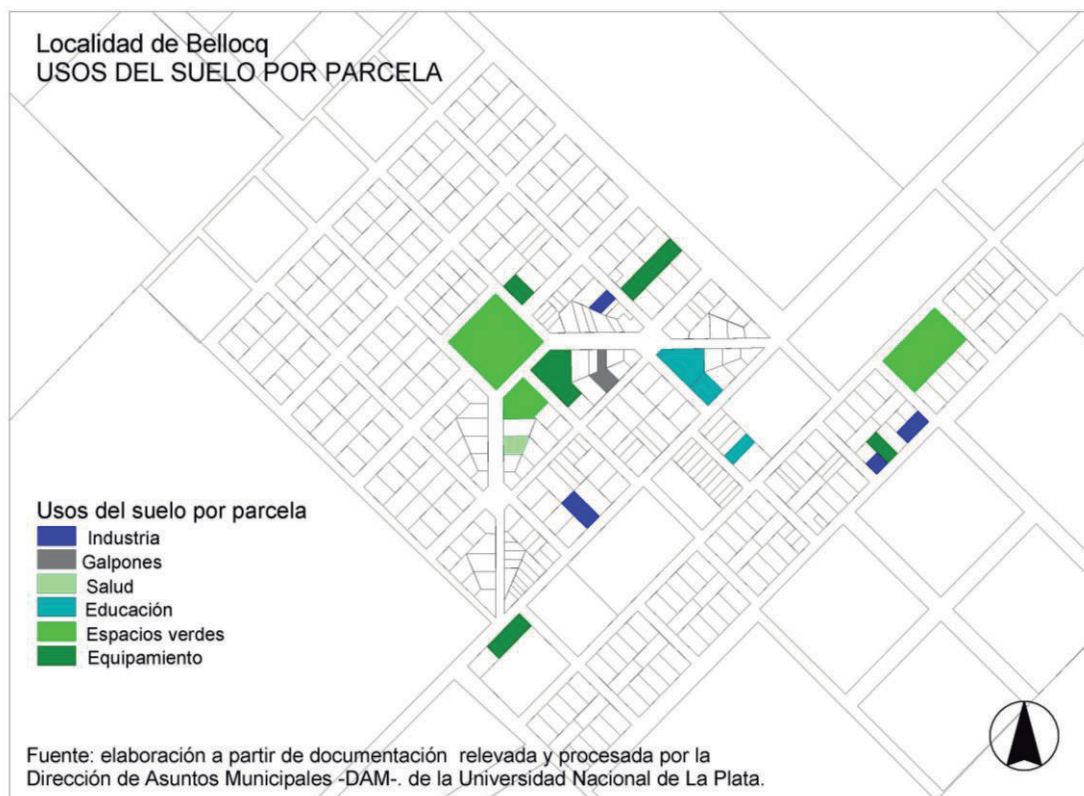 Localidad de Bellocq
USOS DEL SUELO POR PARCELA
Usos del suelo por parcela
Industria
Galpones
Salud
Educación
Espacios verdes
Equipamiento
Fuente: elaboración a partir de documentación relevada y procesada por la
Dirección de Asuntos Municipales -DAM-. de la Universidad Nacional de La Plata.